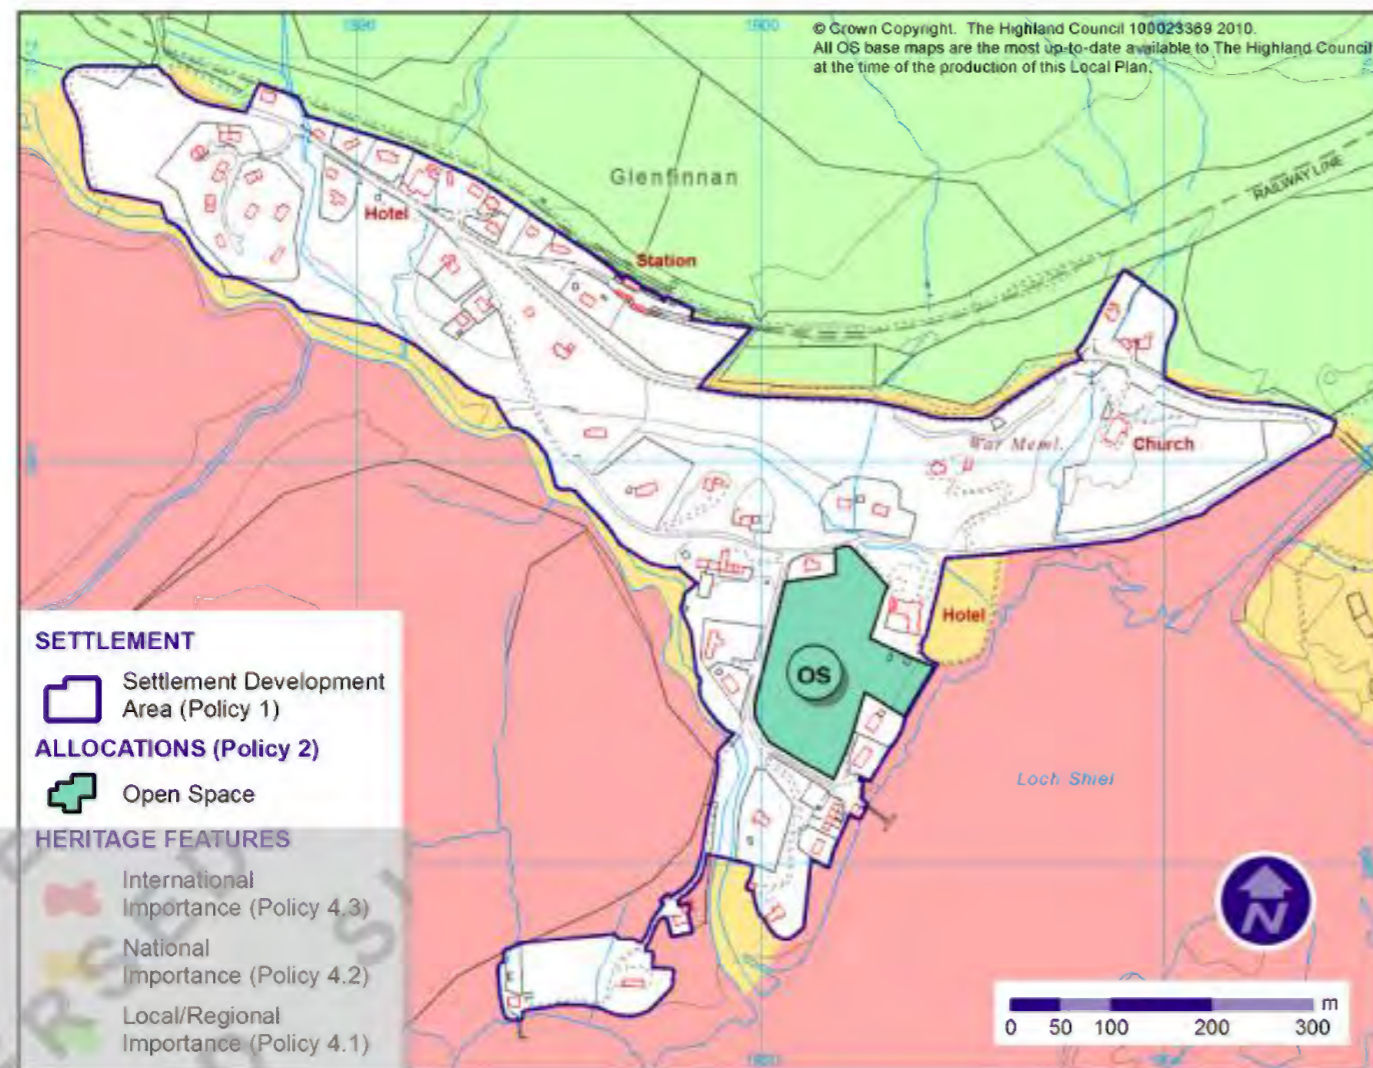 1890
1900
© Crown Copyright. The Highland Council 100023369 2010.
All OS base maps are the most up-to-date available to The Highland Council
at the time of the production of this Local Plan.
Glenfinnan
RAILWAY LINE
Hotel
Station
War Meml.
Church
Hotel
OS
Loch Shiel
SETTLEMENT
Settlement Development
Area (Policy 1)
ALLOCATIONS (Policy 2)
Open Space
HERITAGE FEATURES
International
Importance (Policy 4.3)
National
Importance (Policy 4.2)
Local/Regional
Importance (Policy 4.1)
N
m
0 50 100 200 300
1900